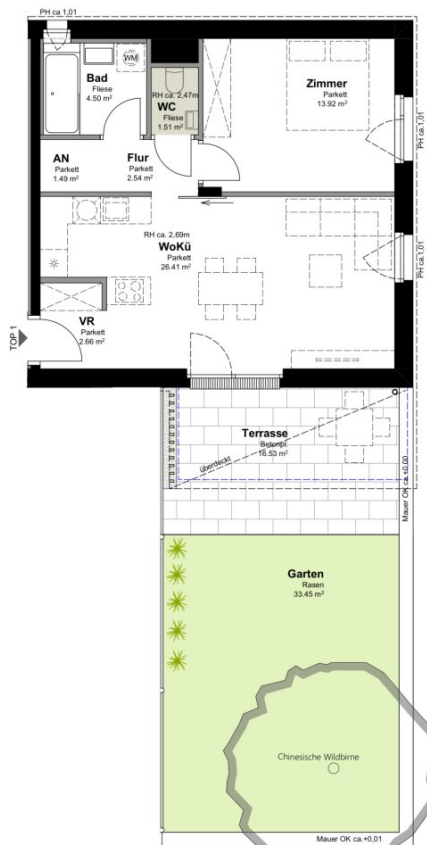 PH ca 1,01
Bad
Fliese
4.50 m²
WM
RH ca. 2,47m
WC
Fliese
1.51 m²
Zimmer
Parkett
13.92 m²
PH ca. 1,01
AN
Parkett
1.49 m²
Flur
Parkett
2.54 m²
RH ca. 2,69m
WoKü
Parkett
26.41 m²
PH ca. 1,01
TOP 1
VR
Parkett
2.66 m²
Terrasse
Betonpl.
16.53 m²
überdeckt
Mauer OK ca.+0,00
Garten
Rasen
33.45 m²
Chinesische Wildbirne
Mauer OK ca.+0,01